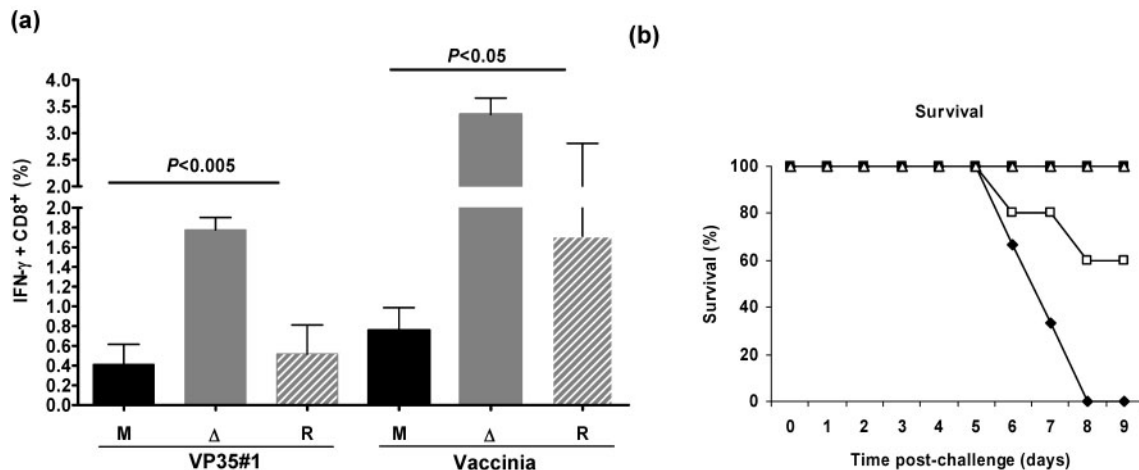 (a)
P<0.005
P<0.05
IFN-γ + CD8⁺ (%)
4.0
3.5
3.0
2.5
2.0
2.0
1.8
1.6
1.4
1.2
1.0
0.8
0.6
0.4
0.2
0.0
M Δ R M Δ R
VP35#1 Vaccinia
(b)
Survival
Survival (%)
100
80
60
40
20
0
0 1 2 3 4 5 6 7 8 9
Time post-challenge (days)